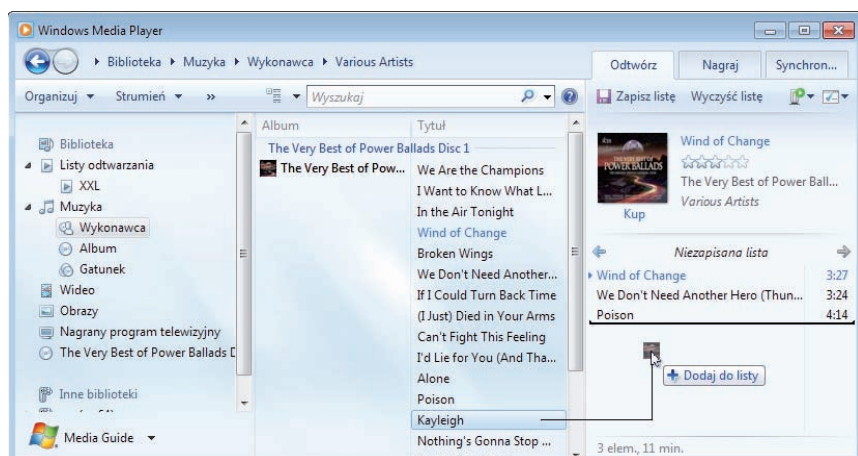 Windows Media Player
Biblioteka Muzyka Wykonawca Various Artists
Odtwórz Nagraj Synchron...
Organizuj Strumień » Wyszukaj
Zapisz listę Wyczyść listę
Biblioteka
Listy odtwarzania
XXL
Muzyka
Wykonawca
Album
Gatunek
Wideo
Obrazy
Nagrany program telewizyjny
The Very Best of Power Ballads D
Inne biblioteki
Media Guide
Album Tytuł
The Very Best of Power Ballads Disc 1
The Very Best of Pow...
We Are the Champions
I Want to Know What L...
In the Air Tonight
Wind of Change
Broken Wings
We Don't Need Another...
If I Could Turn Back Time
(I Just) Died in Your Arms
Can't Fight This Feeling
I'd Lie for You (And Tha...
Alone
Poison
Kayleigh
Nothing's Gonna Stop ...
POWER BALLADS
Kup
Wind of Change
The Very Best of Power Ball...
Various Artists
Niezapisana lista
Wind of Change 3:27
We Don't Need Another Hero (Thun... 3:24
Poison 4:14
Dodaj do listy
3 elem., 11 min.